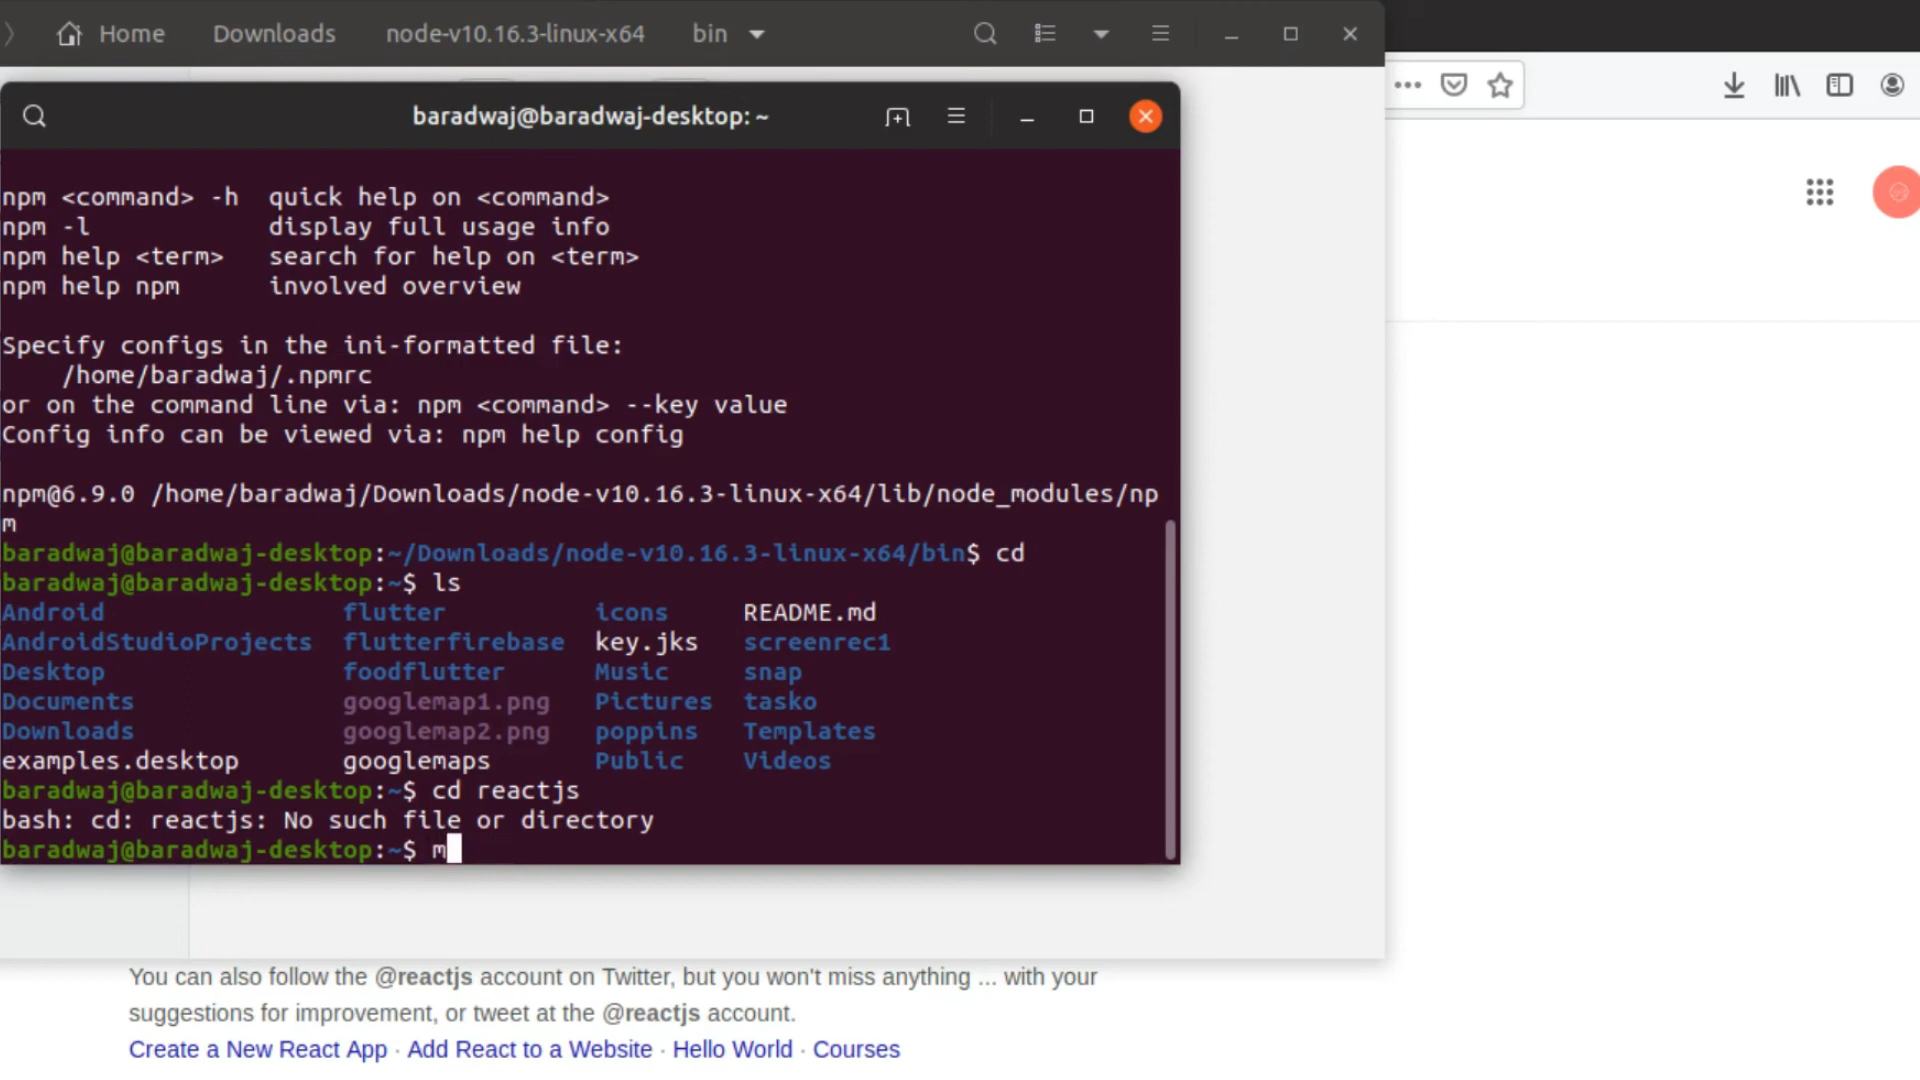 Home Downloads node-v10.16.3-linux-x64 bin
baradwaj@baradwaj-desktop: ~
npm <command> -h  quick help on <command>
npm -l            display full usage info
npm help <term>   search for help on <term>
npm help npm      involved overview
Specify configs in the ini-formatted file:
    /home/baradwaj/.npmrc
or on the command line via: npm <command> --key value
Config info can be viewed via: npm help config
npm@6.9.0 /home/baradwaj/Downloads/node-v10.16.3-linux-x64/lib/node_modules/np
m
baradwaj@baradwaj-desktop:~/Downloads/node-v10.16.3-linux-x64/bin$ cd
baradwaj@baradwaj-desktop:~$ ls
Android                flutter          icons     README.md
AndroidStudioProjects  flutterfirebase  key.jks   screenrec1
Desktop                foodflutter      Music     snap
Documents              googlemap1.png   Pictures  tasko
Downloads              googlemap2.png   poppins   Templates
examples.desktop       googlemaps       Public    Videos
baradwaj@baradwaj-desktop:~$ cd reactjs
bash: cd: reactjs: No such file or directory
baradwaj@baradwaj-desktop:~$ m
You can also follow the @reactjs account on Twitter, but you won't miss anything ... with your
suggestions for improvement, or tweet at the @reactjs account.
Create a New React App · Add React to a Website · Hello World · Courses